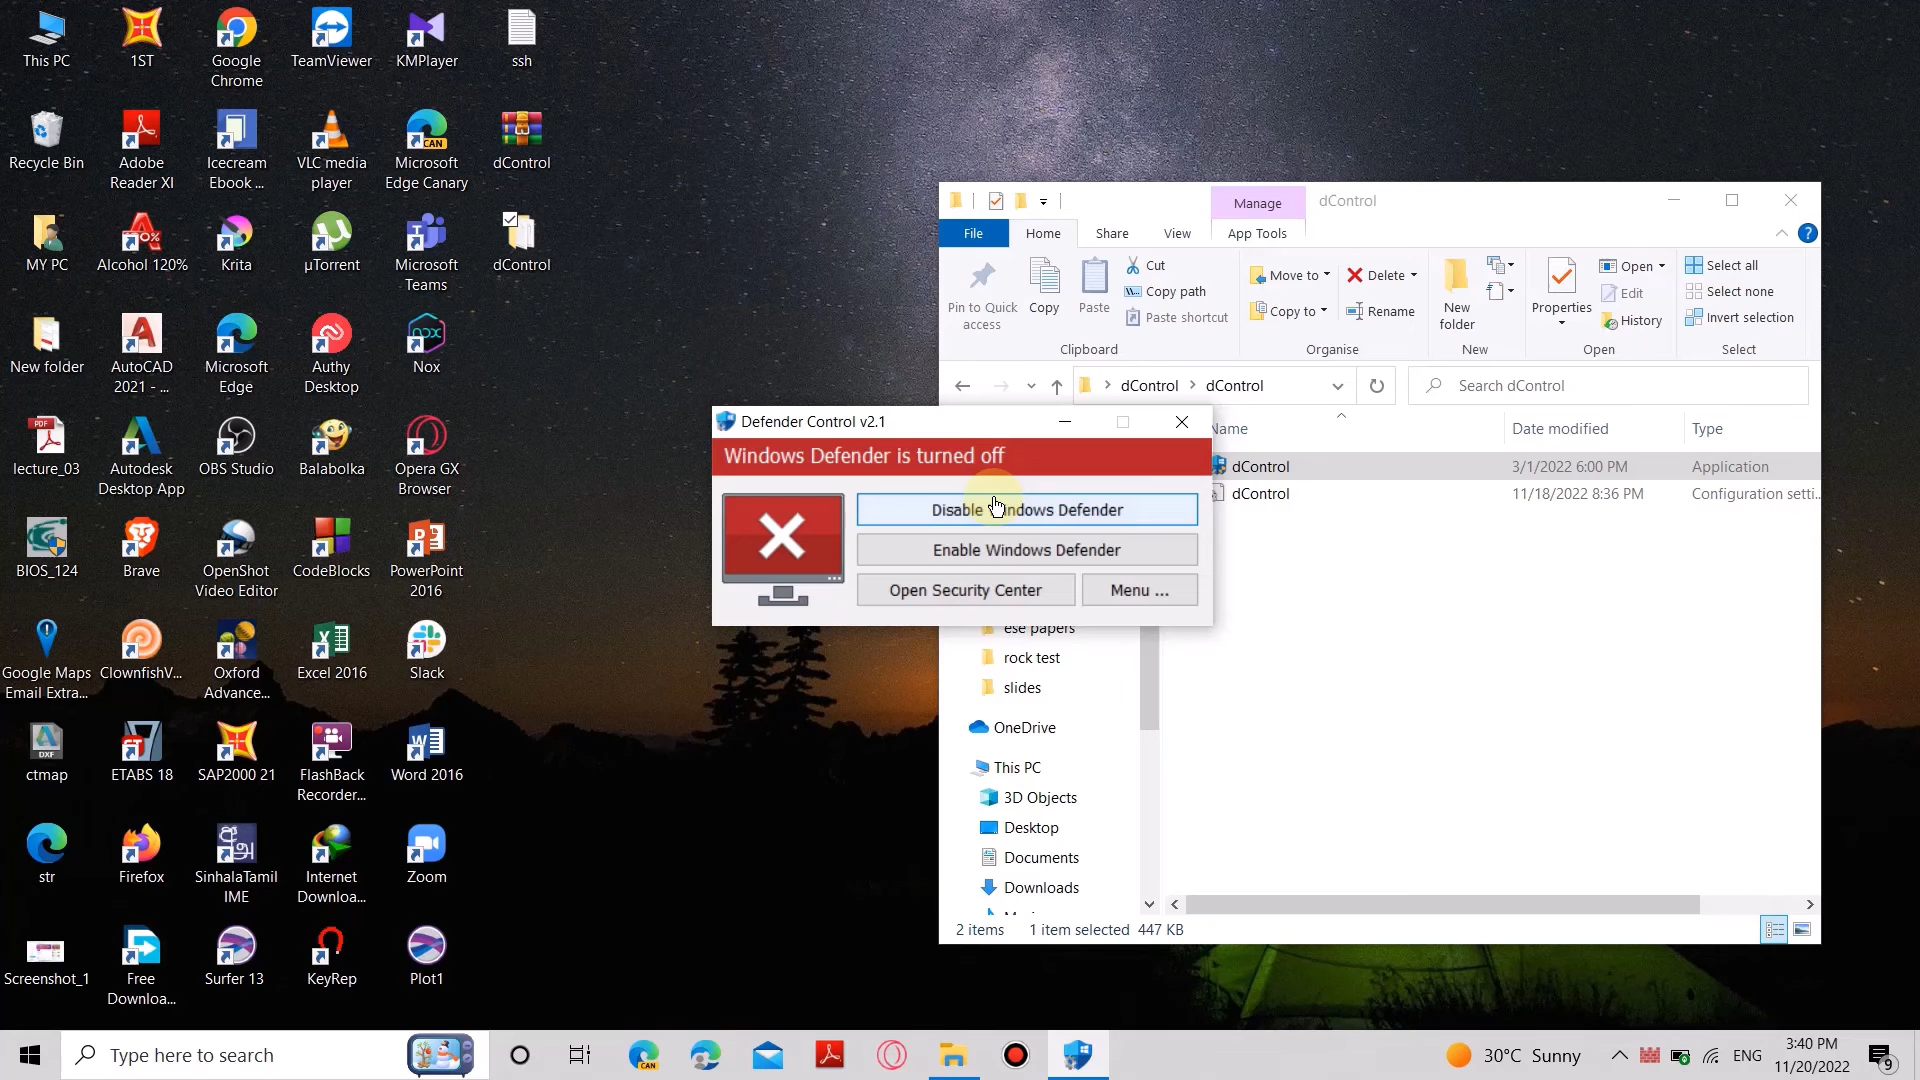 This PC
1ST
Google
Chrome
TeamViewer
KMPlayer
ssh
Recycle Bin
Adobe
Reader XI
Icecream
Ebook ...
VLC media
player
CAN
Microsoft
Edge Canary
dControl
MY PC
Alcohol 120%
Krita
µTorrent
Microsoft
Teams
dControl
New folder
AutoCAD
2021 - ...
Microsoft
Edge
Authy
Desktop
Nox
PDF
lecture_03
Autodesk
Desktop App
OBS Studio
Balabolka
Opera GX
Browser
BIOS_124
Brave
OpenShot
Video Editor
CodeBlocks
PowerPoint
2016
Google Maps
Email Extra...
ClownfishV...
Oxford
Advance...
Excel 2016
Slack
DXF
ctmap
ETABS 18
SAP2000 21
FlashBack
Recorder...
Word 2016
str
Firefox
SinhalaTamil
IME
Internet
Downloa...
Zoom
Screenshot_1
Free
Downloa...
Surfer 13
KeyRep
Plot1
Manage
dControl
File
Home
Share
View
App Tools
Pin to Quick
access
Copy
Paste
Cut
Copy path
Paste shortcut
Clipboard
Move to
Copy to
Delete
Rename
Organise
New
folder
New
Properties
Open
Edit
History
Open
Select all
Select none
Invert selection
Select
dControl
dControl
Search dControl
Name
Date modified
Type
dControl
3/1/2022 6:00 PM
Application
dControl
11/18/2022 8:36 PM
Configuration setti...
Defender Control v2.1
Windows Defender is turned off
Disable Windows Defender
Enable Windows Defender
Open Security Center
Menu ...
ese papers
rock test
slides
OneDrive
This PC
3D Objects
Desktop
Documents
Downloads
2 items
1 item selected 447 KB
Type here to search
CAN
30°C Sunny
ENG
3:40 PM
11/20/2022
9